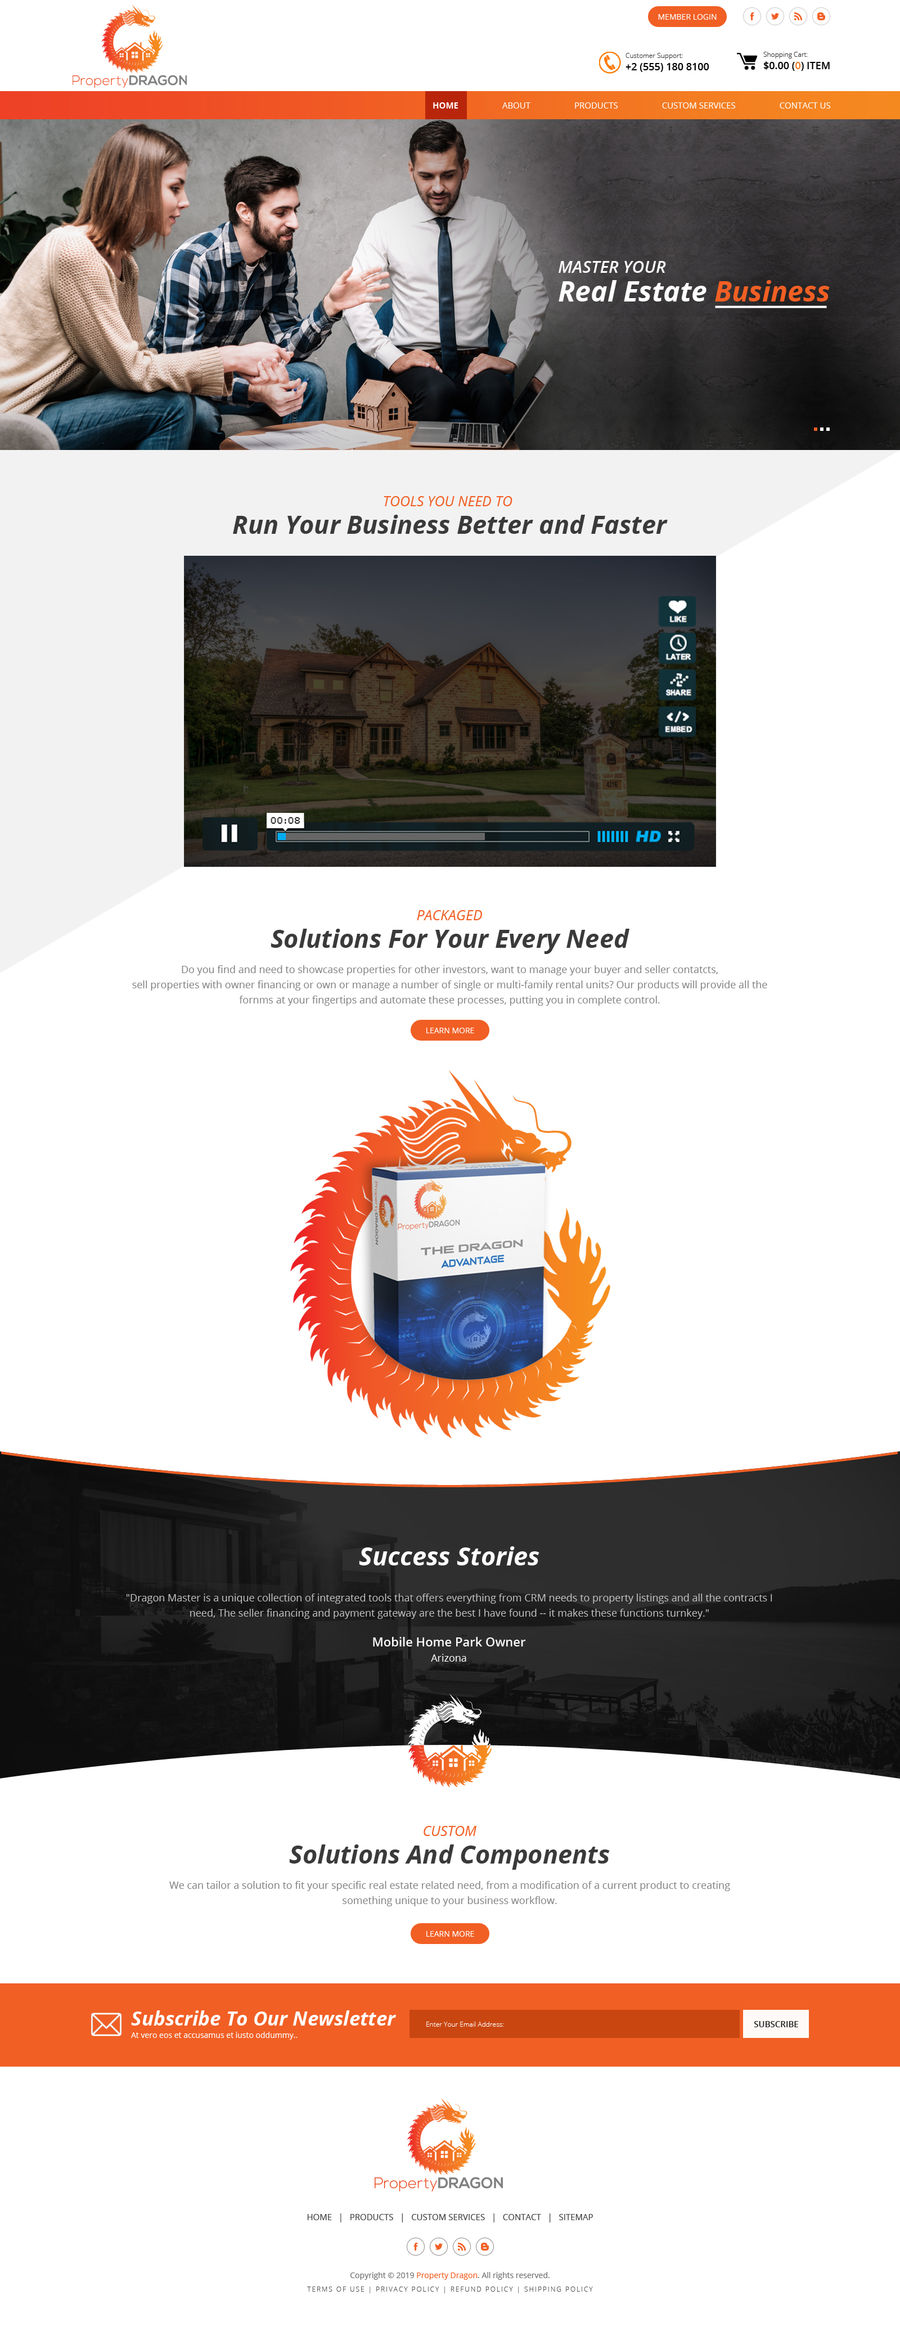 PropertyDRAGON
MEMBER LOGIN
Customer Support:
+2 (555) 180 8100
Shopping Cart:
$0.00 (0) ITEM
HOME ABOUT PRODUCTS CUSTOM SERVICES CONTACT US
MASTER YOUR
Real Estate Business
TOOLS YOU NEED TO
Run Your Business Better and Faster
LIKE
LATER
SHARE
EMBED
00:08
HD
PACKAGED
Solutions For Your Every Need
Do you find and need to showcase properties for other investors, want to manage your buyer and seller contatcts,
sell properties with owner financing or own or manage a number of single or multi-family rental units? Our products will provide all the
fornms at your fingertips and automate these processes, putting you in complete control.
LEARN MORE
PropertyDRAGON
PropertyDRAGON
THE DRAGON
ADVANTAGE
Success Stories
"Dragon Master is a unique collection of integrated tools that offers everything from CRM needs to property listings and all the contracts I
need, The seller financing and payment gateway are the best I have found -- it makes these functions turnkey."
Mobile Home Park Owner
Arizona
CUSTOM
Solutions And Components
We can tailor a solution to fit your specific real estate related need, from a modification of a current product to creating
something unique to your business workflow.
LEARN MORE
Subscribe To Our Newsletter
At vero eos et accusamus et iusto oddummy..
Enter Your Email Address:
SUBSCRIBE
PropertyDRAGON
HOME | PRODUCTS | CUSTOM SERVICES | CONTACT | SITEMAP
Copyright © 2019 Property Dragon. All rights reserved.
TERMS OF USE | PRIVACY POLICY | REFUND POLICY | SHIPPING POLICY